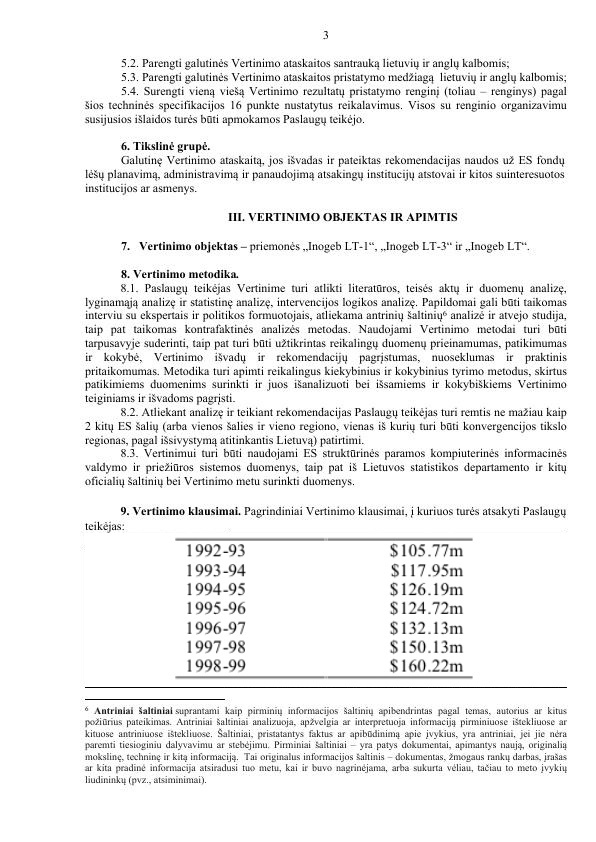 3
5.2. Parengti galutinės Vertinimo ataskaitos santrauką lietuvių ir anglų kalbomis;
5.3. Parengti galutinės Vertinimo ataskaitos pristatymo medžiagą lietuvių ir anglų kalbomis;
5.4. Surengti vieną viešą Vertinimo rezultatų pristatymo renginį (toliau – renginys) pagal
šios techninės specifikacijos 16 punkte nustatytus reikalavimus. Visos su renginio organizavimu
susijusios išlaidos turės būti apmokamos Paslaugų teikėjo.
6. Tikslinė grupė.
Galutinę Vertinimo ataskaitą, jos išvadas ir pateiktas rekomendacijas naudos už ES fondų
lėšų planavimą, administravimą ir panaudojimą atsakingų institucijų atstovai ir kitos suinteresuotos
institucijos ar asmenys.
III. VERTINIMO OBJEKTAS IR APIMTIS
7. Vertinimo objektas – priemonės „Inogeb LT-1“, „Inogeb LT-3“ ir „Inogeb LT“.
8. Vertinimo metodika.
8.1. Paslaugų teikėjas Vertinime turi atlikti literatūros, teisės aktų ir duomenų analizę,
lyginamąją analizę ir statistinę analizę, intervencijos logikos analizę. Papildomai gali būti taikomas
interviu su ekspertais ir politikos formuotojais, atliekama antrinių šaltinių⁶ analizė ir atvejo studija,
taip pat taikomas kontrafaktinės analizės metodas. Naudojami Vertinimo metodai turi būti
tarpusavyje suderinti, taip pat turi būti užtikrintas reikalingų duomenų prieinamumas, patikimumas
ir kokybė, Vertinimo išvadų ir rekomendacijų pagrįstumas, nuoseklumas ir praktinis
pritaikomumas. Metodika turi apimti reikalingus kiekybinius ir kokybinius tyrimo metodus, skirtus
patikimiems duomenims surinkti ir juos išanalizuoti bei išsamiems ir kokybiškiems Vertinimo
teiginiams ir išvadoms pagrįsti.
8.2. Atliekant analizę ir teikiant rekomendacijas Paslaugų teikėjas turi remtis ne mažiau kaip
2 kitų ES šalių (arba vienos šalies ir vieno regiono, vienas iš kurių turi būti konvergencijos tikslo
regionas, pagal išsivystymą atitinkantis Lietuvą) patirtimi.
8.3. Vertinimui turi būti naudojami ES struktūrinės paramos kompiuterinės informacinės
valdymo ir priežiūros sistemos duomenys, taip pat iš Lietuvos statistikos departamento ir kitų
oficialių šaltinių bei Vertinimo metu surinkti duomenys.
9. Vertinimo klausimai. Pagrindiniai Vertinimo klausimai, į kuriuos turės atsakyti Paslaugų
teikėjas:
1992-93 $105.77m
1993-94 $117.95m
1994-95 $126.19m
1995-96 $124.72m
1996-97 $132.13m
1997-98 $150.13m
1998-99 $160.22m
⁶ Antriniai šaltiniai suprantami kaip pirminių informacijos šaltinių apibendrintas pagal temas, autorius ar kitus
požiūrius pateikimas. Antriniai šaltiniai analizuoja, apžvelgia ar interpretuoja informaciją pirminiuose ištekliuose ar
kituose antriniuose ištekliuose. Šaltiniai, pristatantys faktus ar apibūdinimą apie įvykius, yra antriniai, jei jie nėra
paremti tiesioginiu dalyvavimu ar stebėjimu. Pirminiai šaltiniai – yra patys dokumentai, apimantys naują, originalią
mokslinę, techninę ir kitą informaciją. Tai originalus informacijos šaltinis – dokumentas, žmogaus rankų darbas, įrašas
ar kita pradinė informacija atsiradusi tuo metu, kai ir buvo nagrinėjama, arba sukurta vėliau, tačiau to meto įvykių
liudininkų (pvz., atsiminimai).